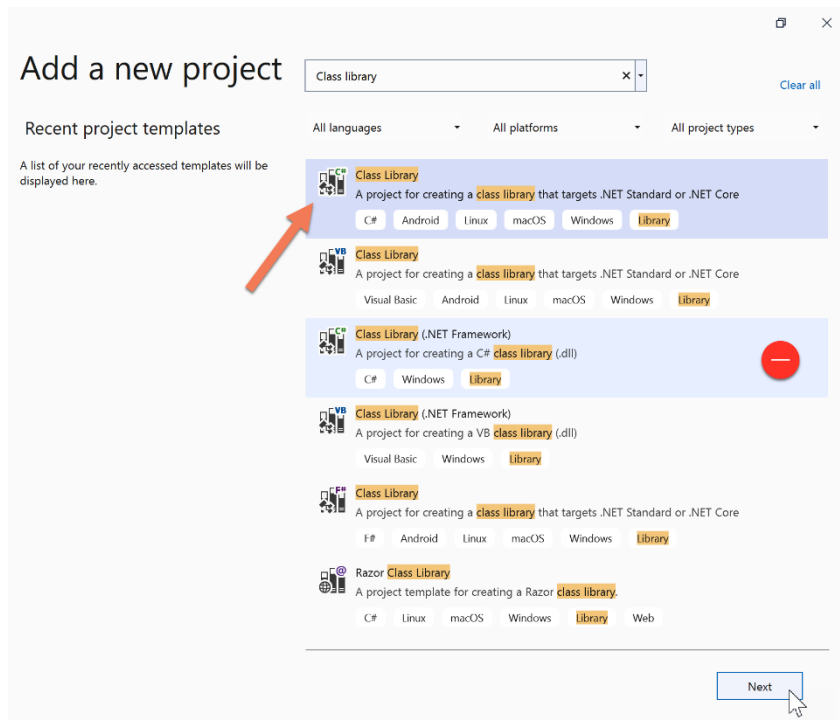 Add a new project
Class library
Clear all
Recent project templates
A list of your recently accessed templates will be
displayed here.
All languages
All platforms
All project types
C#
Class Library
A project for creating a class library that targets .NET Standard or .NET Core
C# Android Linux macOS Windows Library
VB
Class Library
A project for creating a class library that targets .NET Standard or .NET Core
Visual Basic Android Linux macOS Windows Library
C#
Class Library (.NET Framework)
A project for creating a C# class library (.dll)
C# Windows Library
VB
Class Library (.NET Framework)
A project for creating a VB class library (.dll)
Visual Basic Windows Library
F#
Class Library
A project for creating a class library that targets .NET Standard or .NET Core
F# Android Linux macOS Windows Library
@
Razor Class Library
A project template for creating a Razor class library.
C# Linux macOS Windows Library Web
Next